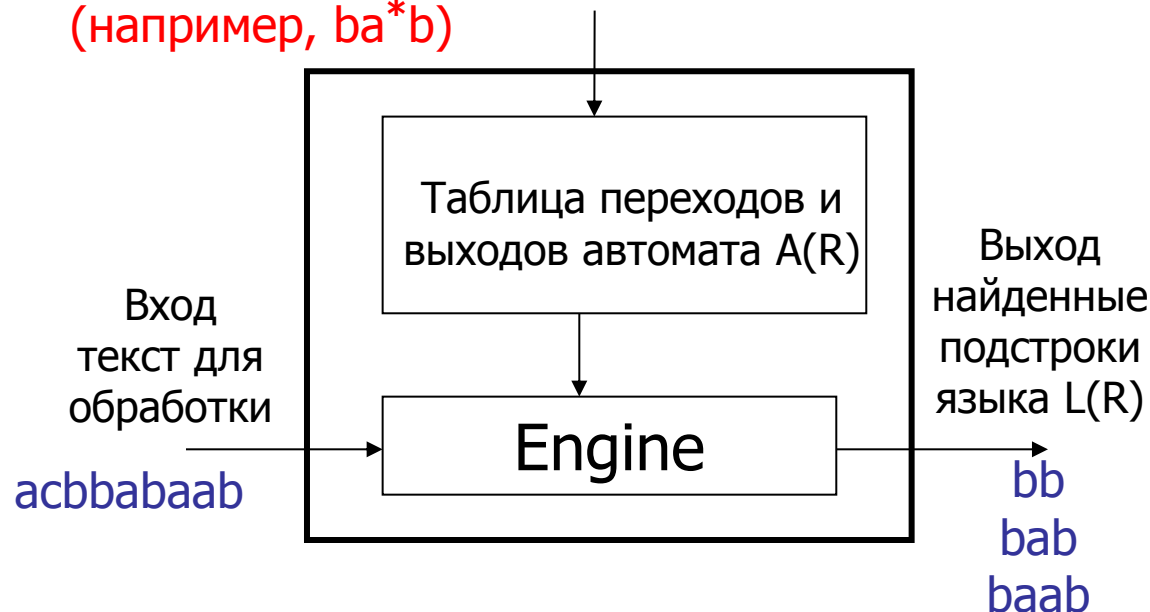 (например, ba*b)
Таблица переходов и
выходов автомата A(R)
Вход
текст для
обработки
acbbabaab
Engine
Выход
найденные
подстроки
языка L(R)
bb
bab
baab